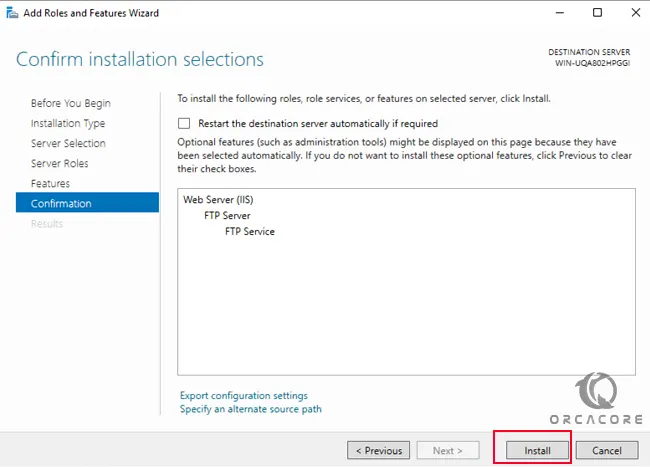 Add Roles and Features Wizard
Confirm installation selections
DESTINATION SERVER
WIN-UQA802HPGGI
Before You Begin
Installation Type
Server Selection
Server Roles
Features
Confirmation
Results
To install the following roles, role services, or features on selected server, click Install.
Restart the destination server automatically if required
Optional features (such as administration tools) might be displayed on this page because they have
been selected automatically. If you do not want to install these optional features, click Previous to clear
their check boxes.
Web Server (IIS)
FTP Server
FTP Service
Export configuration settings
Specify an alternate source path
ORCACORE
< Previous
Next >
Install
Cancel